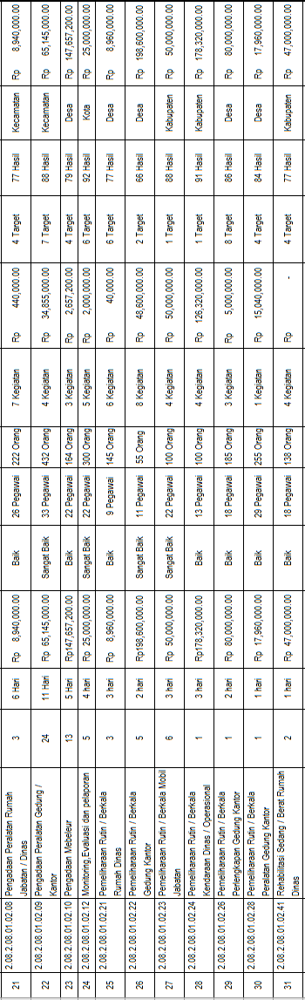 21 2.08.2.08.01.02.08 Pengadaan Peralatan Rumah Jabatan / Dinas 3 6 Hari Rp 8,940,000.00 Baik 26 Pegawai 222 Orang 7 Kegiatan Rp 440,000.00 4 Target 77 Hasil Kecamatan Rp 8,940,000.00
22 2.08.2.08.01.02.09 Pengadaan Peralatan Gedung / Kantor 24 11 Hari Rp 65,145,000.00 Sangat Baik 33 Pegawai 432 Orang 4 Kegiatan Rp 34,855,000.00 7 Target 88 Hasil Kecamatan Rp 65,145,000.00
23 2.08.2.08.01.02.10 Pengadaan Mebeleur 13 5 Hari Rp147,657,200.00 Baik 22 Pegawai 164 Orang 3 Kegiatan Rp 2,657,200.00 4 Target 79 Hasil Desa Rp 147,657,200.00
24 2.08.2.08.01.02.12 Monitoring,Evaluasi dan pelaporan 5 4 hari Rp 25,000,000.00 Sangat Baik 22 Pegawai 300 Orang 5 Kegiatan Rp 2,000,000.00 6 Target 92 Hasil Kota Rp 25,000,000.00
25 2.08.2.08.01.02.21 Pemeliharaan Rutin / Berkala Rumah Dinas 3 3 hari Rp 8,960,000.00 Baik 9 Pegawai 145 Orang 6 Kegiatan Rp 40,000.00 6 Target 77 Hasil Desa Rp 8,960,000.00
26 2.08.2.08.01.02.22 Pemeliharaan Rutin / Berkala Gedung Kantor 5 2 hari Rp198,600,000.00 Sangat Baik 11 Pegawai 55 Orang 8 Kegiatan Rp 48,600,000.00 2 Target 66 Hasil Desa Rp 198,600,000.00
27 2.08.2.08.01.02.23 Pemeliharaan Rutin / Berkala Mobil Jabatan 6 3 hari Rp 50,000,000.00 Sangat Baik 22 Pegawai 100 Orang 4 Kegiatan Rp 50,000,000.00 1 Target 88 Hasil Kabupaten Rp 50,000,000.00
28 2.08.2.08.01.02.24 Pemeliharaan Rutin / Berkala Kendaraan Dinas / Operasional 1 3 hari Rp178,320,000.00 Baik 13 Pegawai 100 Orang 4 Kegiatan Rp 126,320,000.00 1 Target 91 Hasil Kabupaten Rp 178,320,000.00
29 2.08.2.08.01.02.26 Pemeliharaan Rutin / Berkala Perlengkapan Gedung Kantor 1 2 hari Rp 80,000,000.00 Baik 18 Pegawai 185 Orang 3 Kegiatan Rp 5,000,000.00 8 Target 86 Hasil Desa Rp 80,000,000.00
30 2.08.2.08.01.02.28 Pemeliharaan Rutin / Berkala Peralatan Gedung Kantor 1 1 hari Rp 17,960,000.00 Baik 29 Pegawai 255 Orang 1 Kegiatan Rp 15,040,000.00 4 Target 84 Hasil Desa Rp 17,960,000.00
31 2.08.2.08.01.02.41 Rehabilitasi Sedang / Berat Rumah Dinas 2 1 hari Rp 47,000,000.00 Baik 18 Pegawai 138 Orang 4 Kegiatan Rp - 4 Target 77 Hasil Kabupaten Rp 47,000,000.00